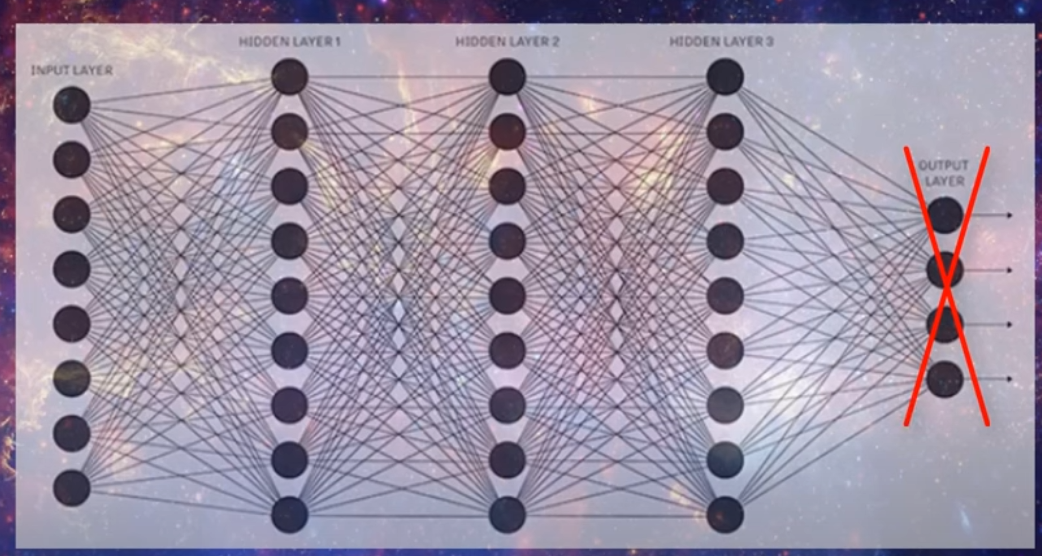 INPUT LAYER
HIDDEN LAYER 1
HIDDEN LAYER 2
HIDDEN LAYER 3
OUTPUT
LAYER